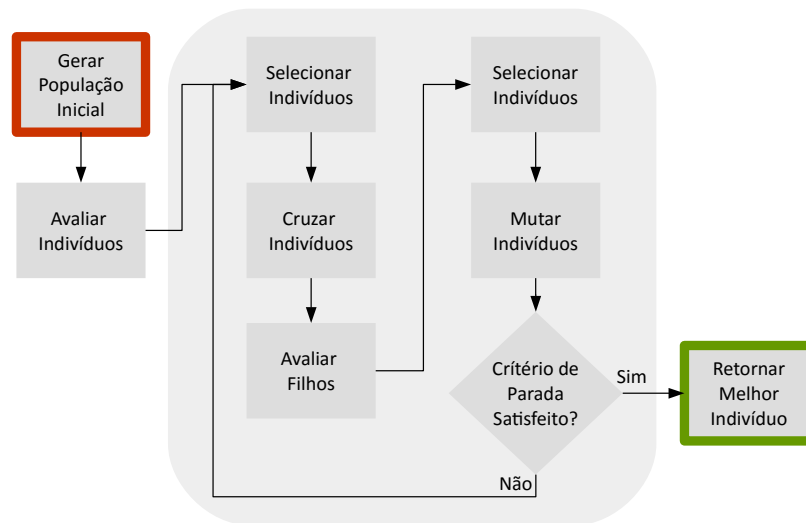 Gerar
População
Inicial
Avaliar
Indivíduos
Selecionar
Indivíduos
Cruzar
Indivíduos
Avaliar
Filhos
Selecionar
Indivíduos
Mutar
Indivíduos
Crítério de
Parada
Satisfeito?
Sim
Não
Retornar
Melhor
Indivíduo